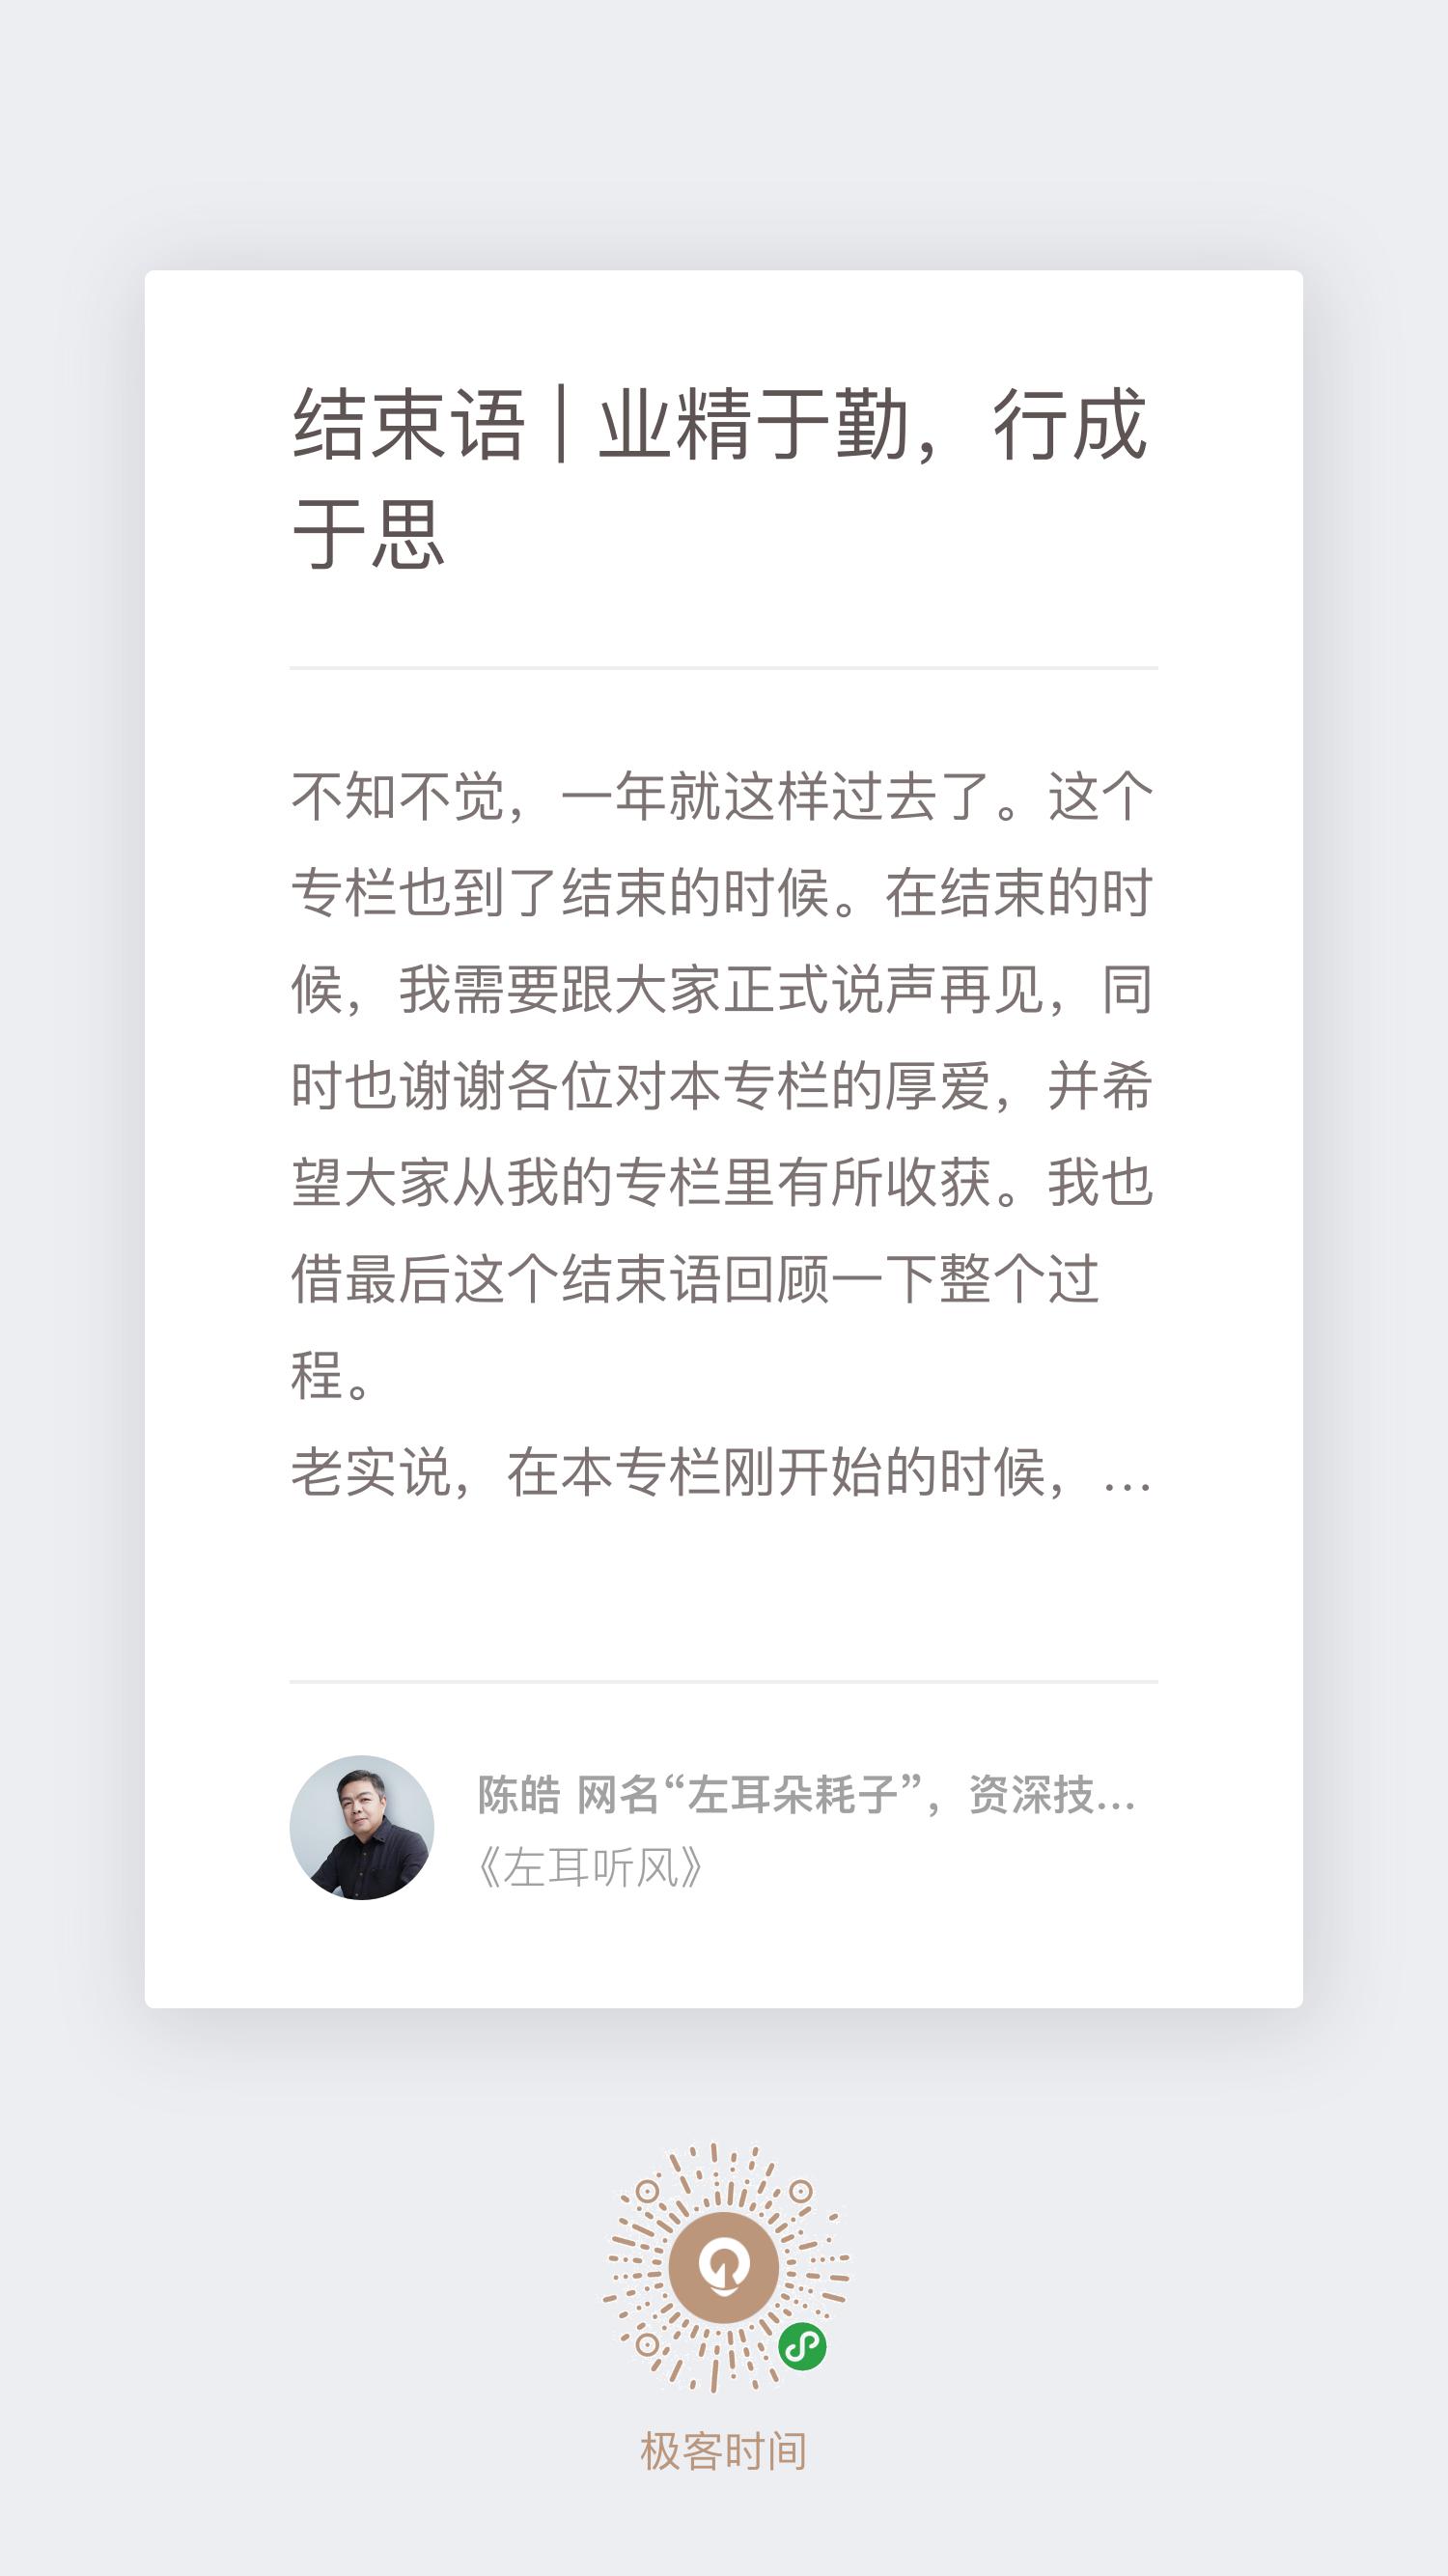 结束语 | 业精于勤，行成
于思
不知不觉，一年就这样过去了。这个
专栏也到了结束的时候。在结束的时
候，我需要跟大家正式说声再见，同
时也谢谢各位对本专栏的厚爱，并希
望大家从我的专栏里有所收获。我也
借最后这个结束语回顾一下整个过
程。
老实说，在本专栏刚开始的时候，...
陈皓 网名“左耳朵耗子”，资深技...
《左耳听风》
极客时间